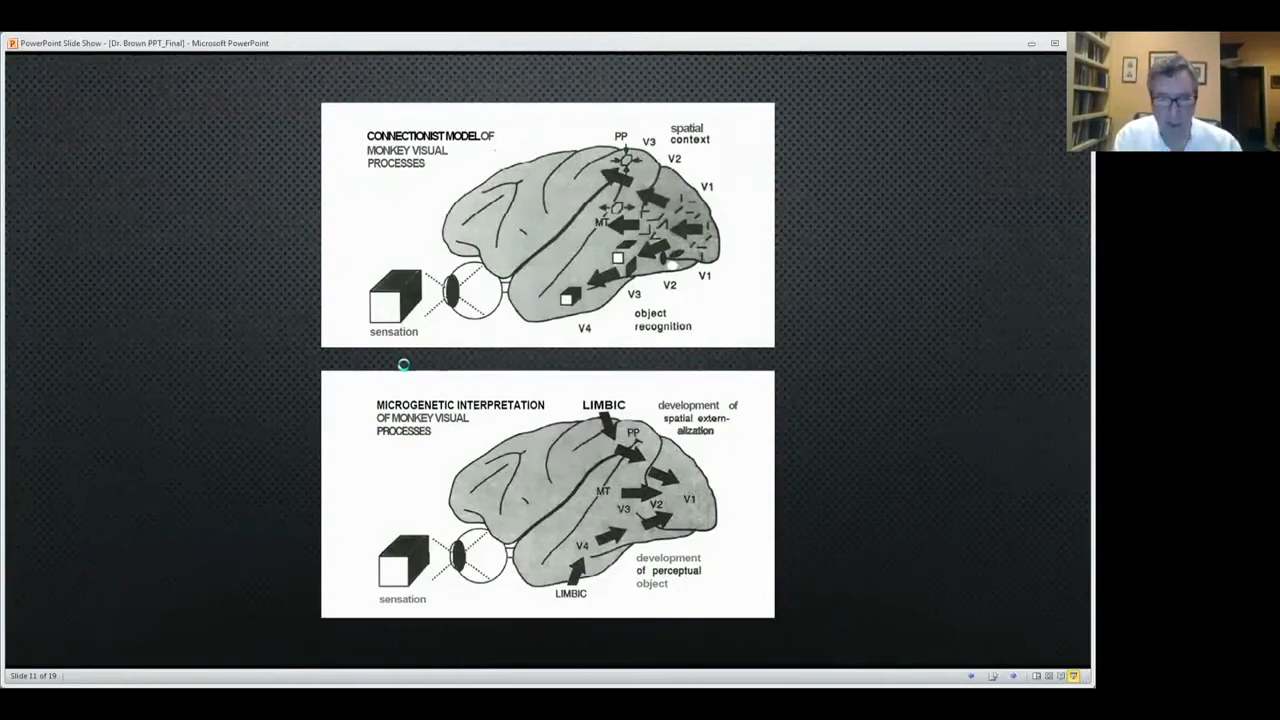 PowerPoint Slide Show - [Dr. Brown PPT_Final] - Microsoft PowerPoint
CONNECTIONIST MODEL OF
MONKEY VISUAL
PROCESSES
PP
V3
spatial
context
V2
V1
MT
V1
V2
V3
object
recognition
V4
sensation
MICROGENETIC INTERPRETATION
OF MONKEY VISUAL
PROCESSES
LIMBIC
development of
spatial extern-
alization
PP
MT
V1
V2
V3
V4
development
of perceptual
object
LIMBIC
sensation
Slide 11 of 19